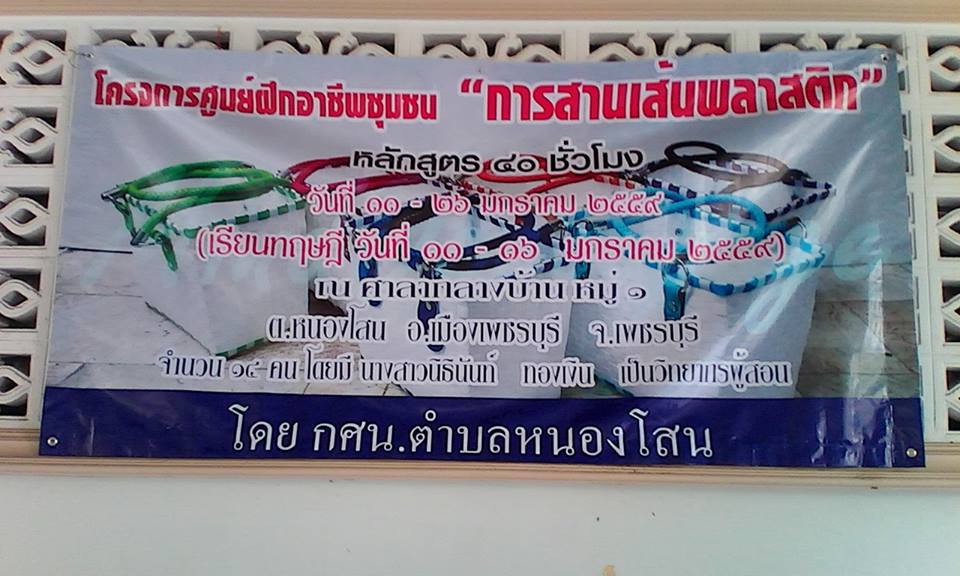 โครงการศูนย์ฝึกอาชีพชุมชน "การสานเส้นพลาสติก"
หลักสูตร ๔๐ ชั่วโมง
วันที่ ๑๑ - ๒๖ มกราคม ๒๕๕๙
(เรียนทฤษฎี วันที่ ๑๑ - ๑๖ มกราคม ๒๕๕๙)
ณ ศาลากลางบ้าน หมู่ ๑
ต.หนองโสน อ.เมืองเพชรบุรี จ.เพชรบุรี
จำนวน ๑๔ คน โดยมี นางสาวนิธินันท์ ทองเงิน เป็นวิทยากรผู้สอน
โดย กศน.ตำบลหนองโสน